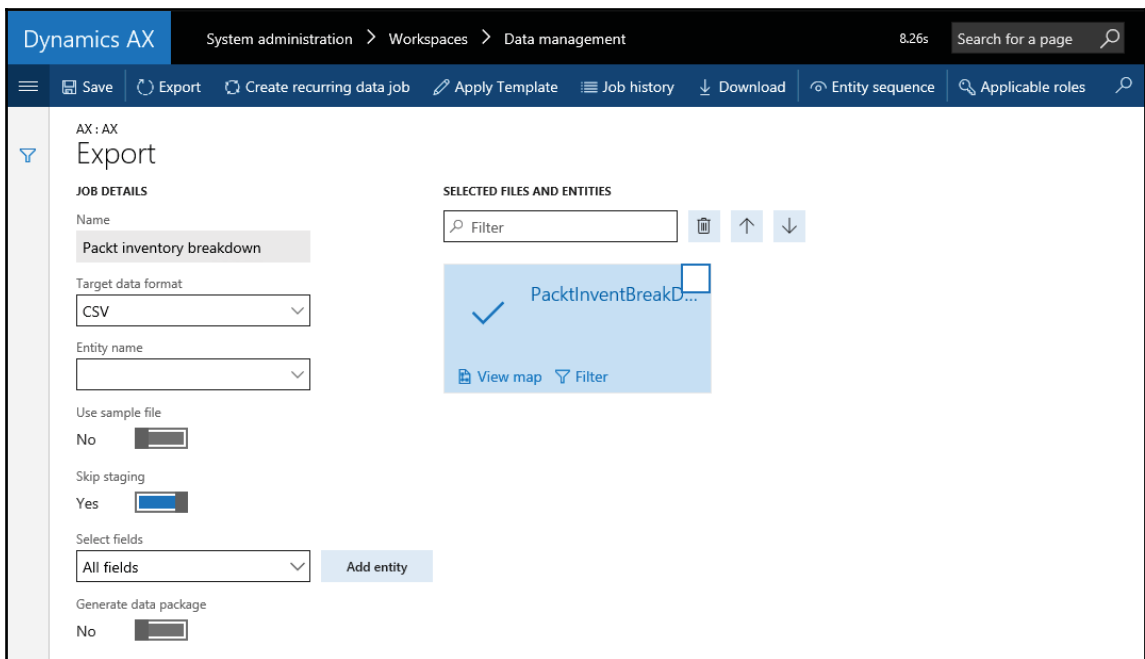 Dynamics AX System administration > Workspaces > Data management 8.26s Search for a page
Save Export Create recurring data job Apply Template Job history Download Entity sequence Applicable roles
AX : AX
Export
JOB DETAILS
Name
Packt inventory breakdown
Target data format
CSV
Entity name
Use sample file
No
Skip staging
Yes
Select fields
All fields Add entity
Generate data package
No
SELECTED FILES AND ENTITIES
Filter
PacktInventBreakD...
View map Filter